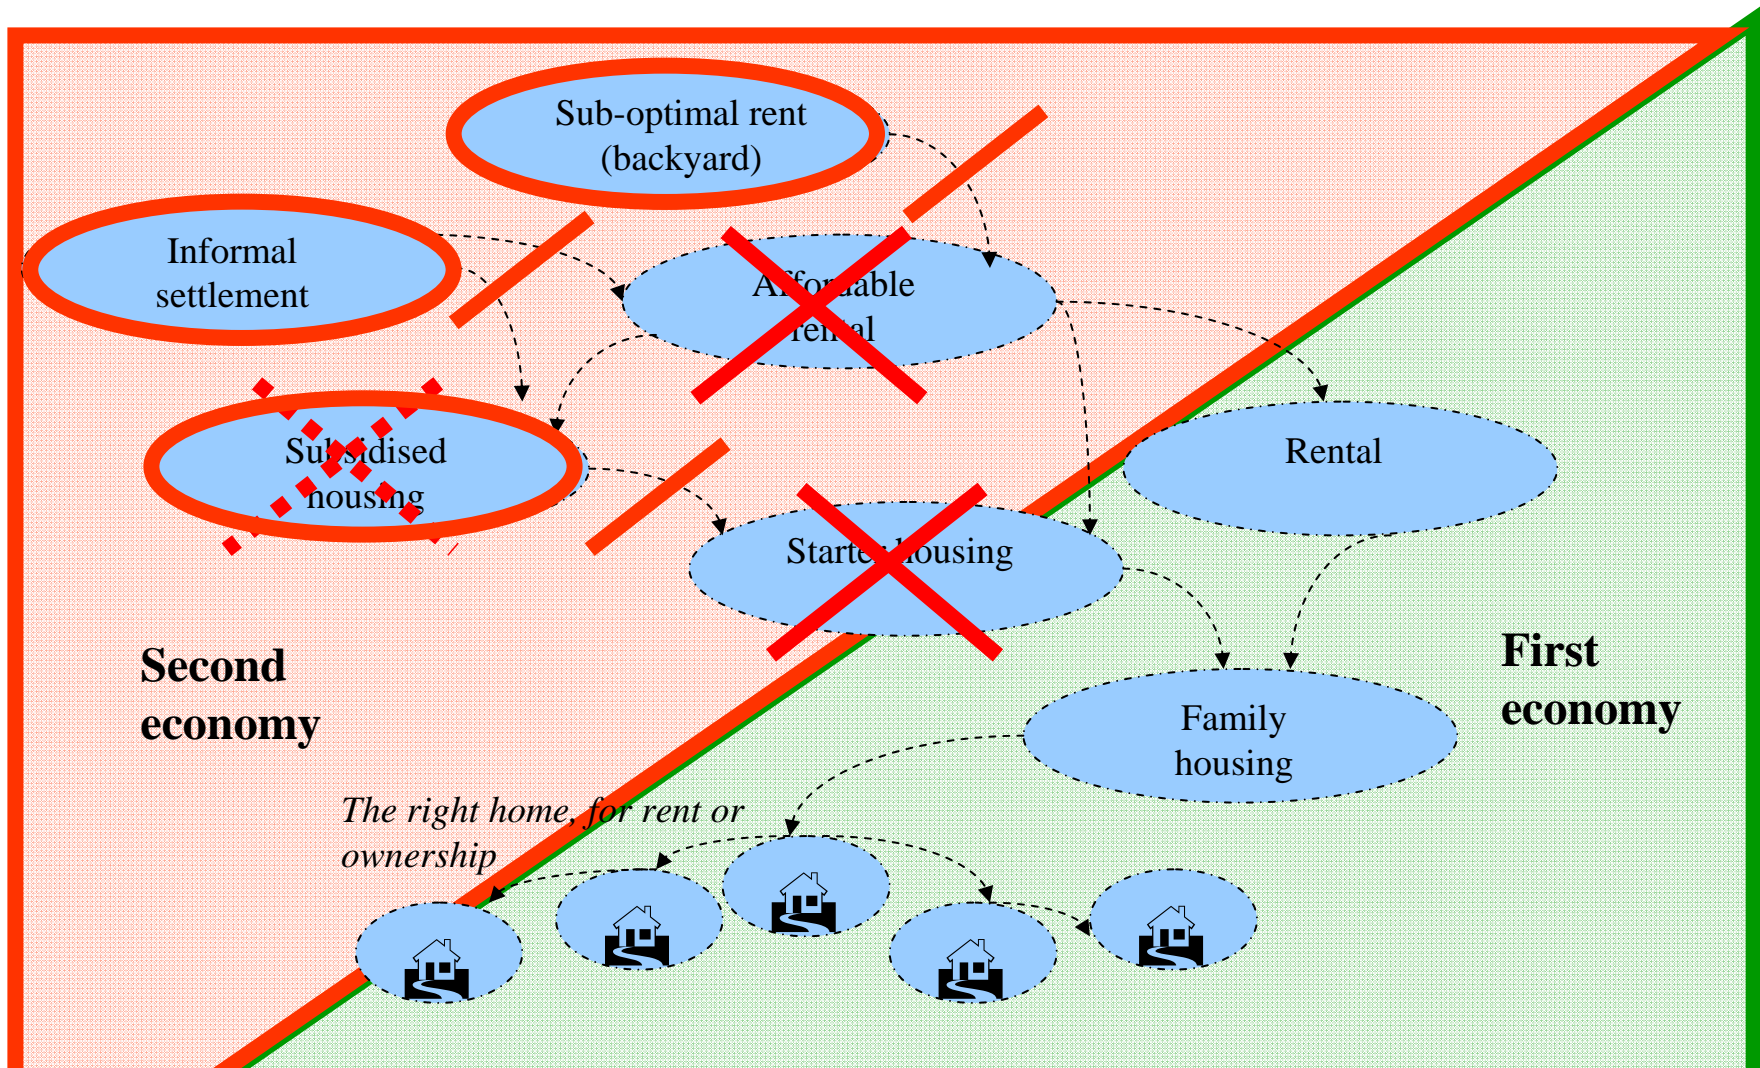 Sub-optimal rent
(backyard)
Informal
settlement
Affordable
rental
Subsidised
housing
Rental
Starter housing
Second
economy
First
economy
Family
housing
The right home, for rent or
ownership